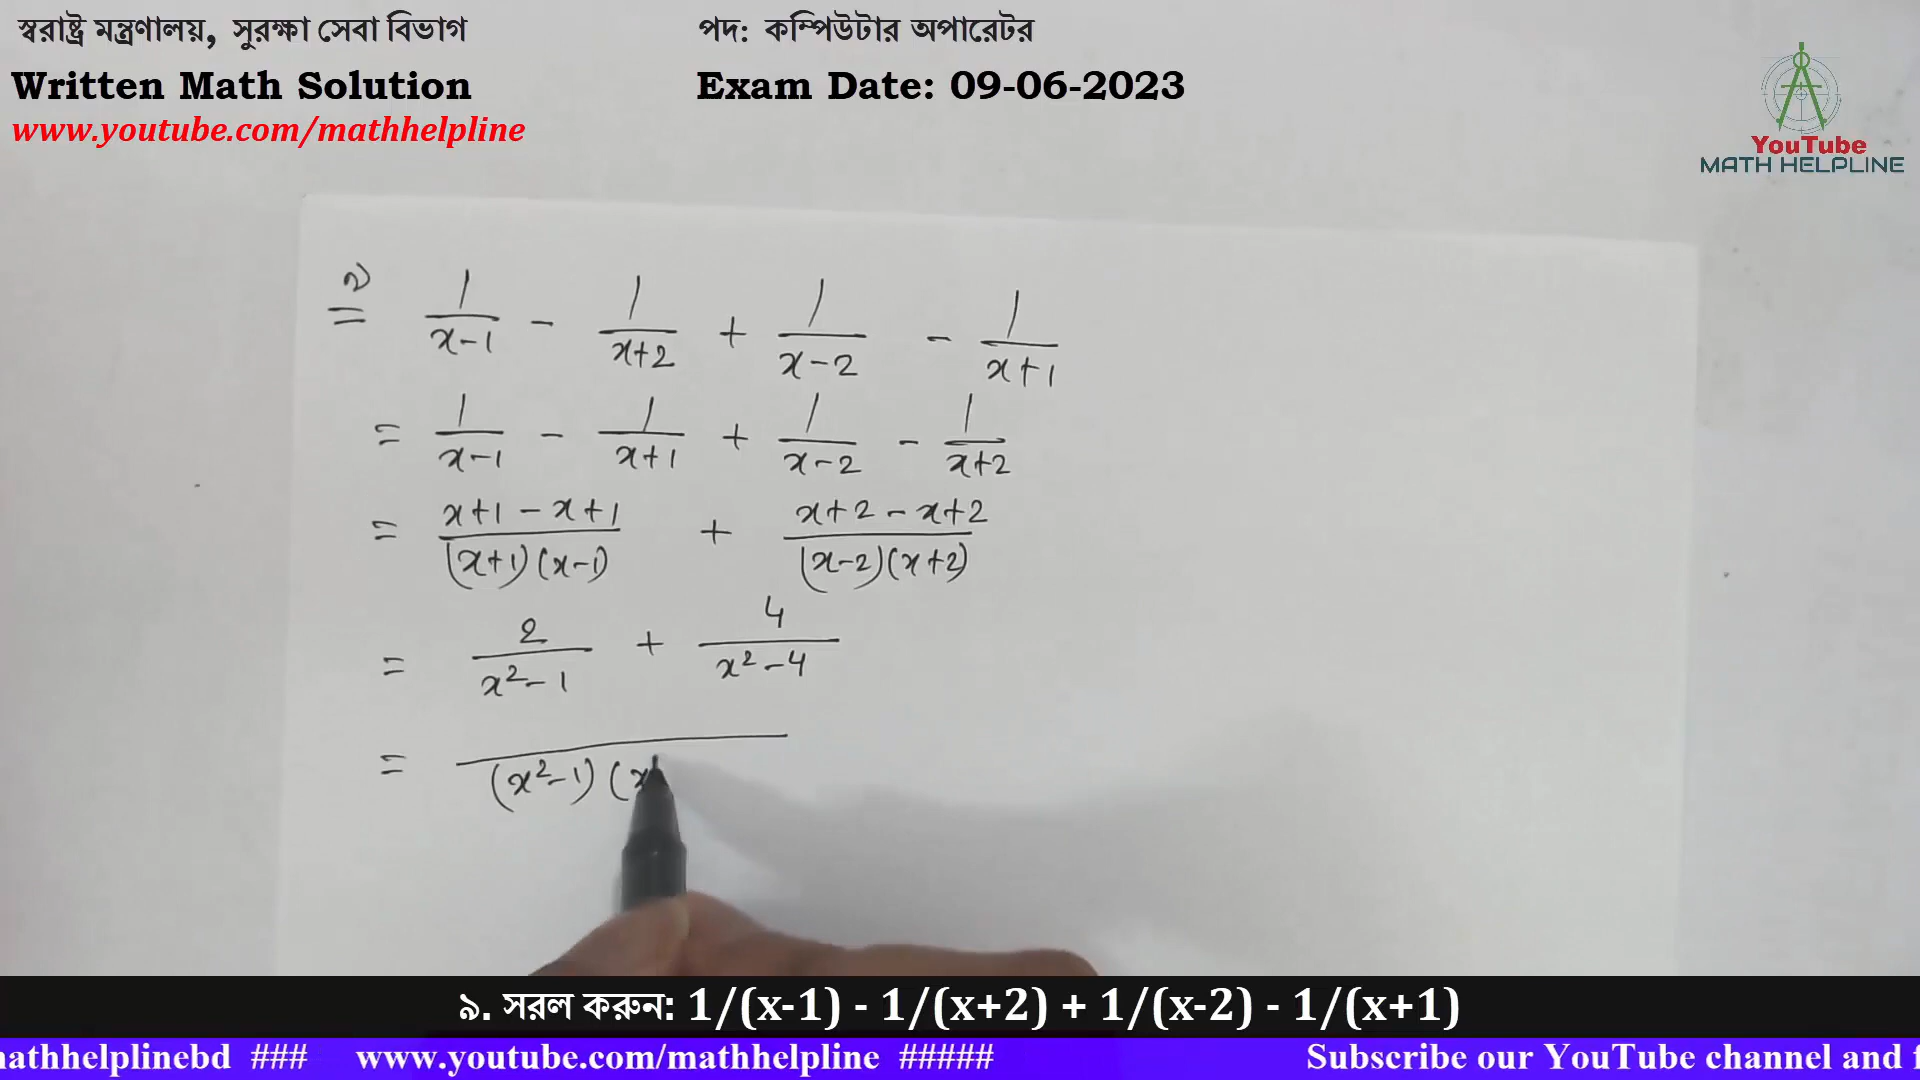 স্বরাষ্ট্র মন্ত্রণালয়, সুরক্ষা সেবা বিভাগ
পদ: কম্পিউটার অপারেটর
Written Math Solution
Exam Date: 09-06-2023
www.youtube.com/mathhelpline
YouTube
MATH HELPLINE
1/(x-1) - 1/(x+2) + 1/(x-2) - 1/(x+1)
= 1/(x-1) - 1/(x+1) + 1/(x-2) - 1/(x+2)
= (x+1-x+1)/((x+1)(x-1)) + (x+2-x+2)/((x-2)(x+2))
= 2/(x²-1) + 4/(x²-4)
= (x²-1)(x
৯. সরল করুন: 1/(x-1) - 1/(x+2) + 1/(x-2) - 1/(x+1)
mathhelplinebd ### www.youtube.com/mathhelpline ##### Subscribe our YouTube channel and f